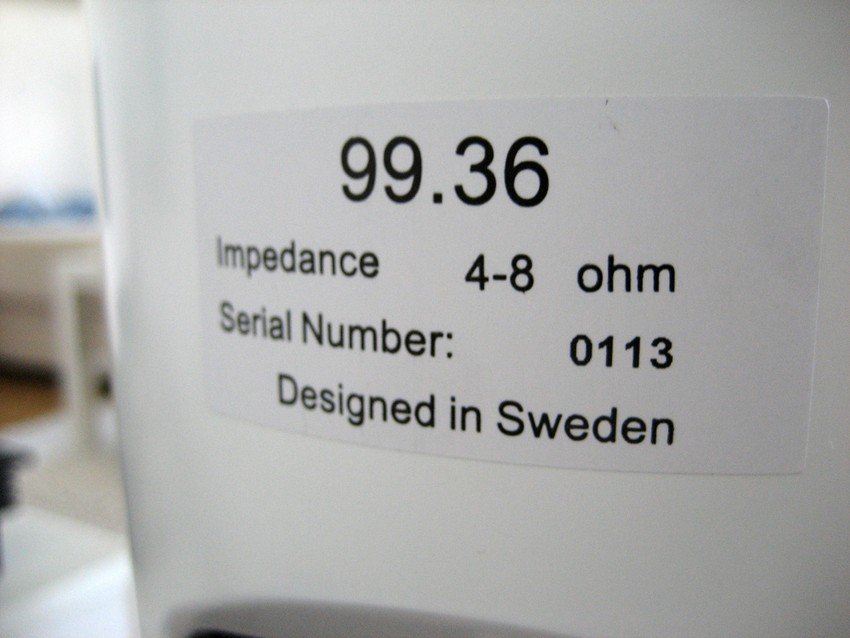 99.36
Impedance 4-8 ohm
Serial Number: 0113
Designed in Sweden